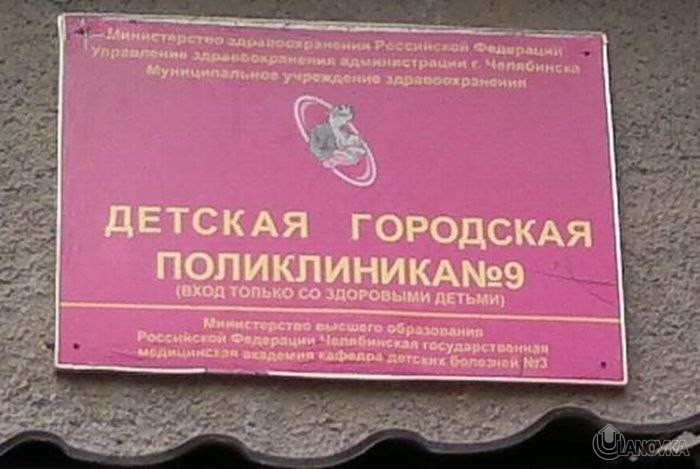 Министерство здравоохранения Российской Федерации
Управление здравоохранения администрации г. Челябинска
Муниципальное учреждение здравоохранения
ДЕТСКАЯ ГОРОДСКАЯ
ПОЛИКЛИНИКА№9
(ВХОД ТОЛЬКО СО ЗДОРОВЫМИ ДЕТЬМИ)
Министерство высшего образования
Российской Федерации Челябинская государственная
медицинская академия кафедра детских болезней №3
ULANOVKA